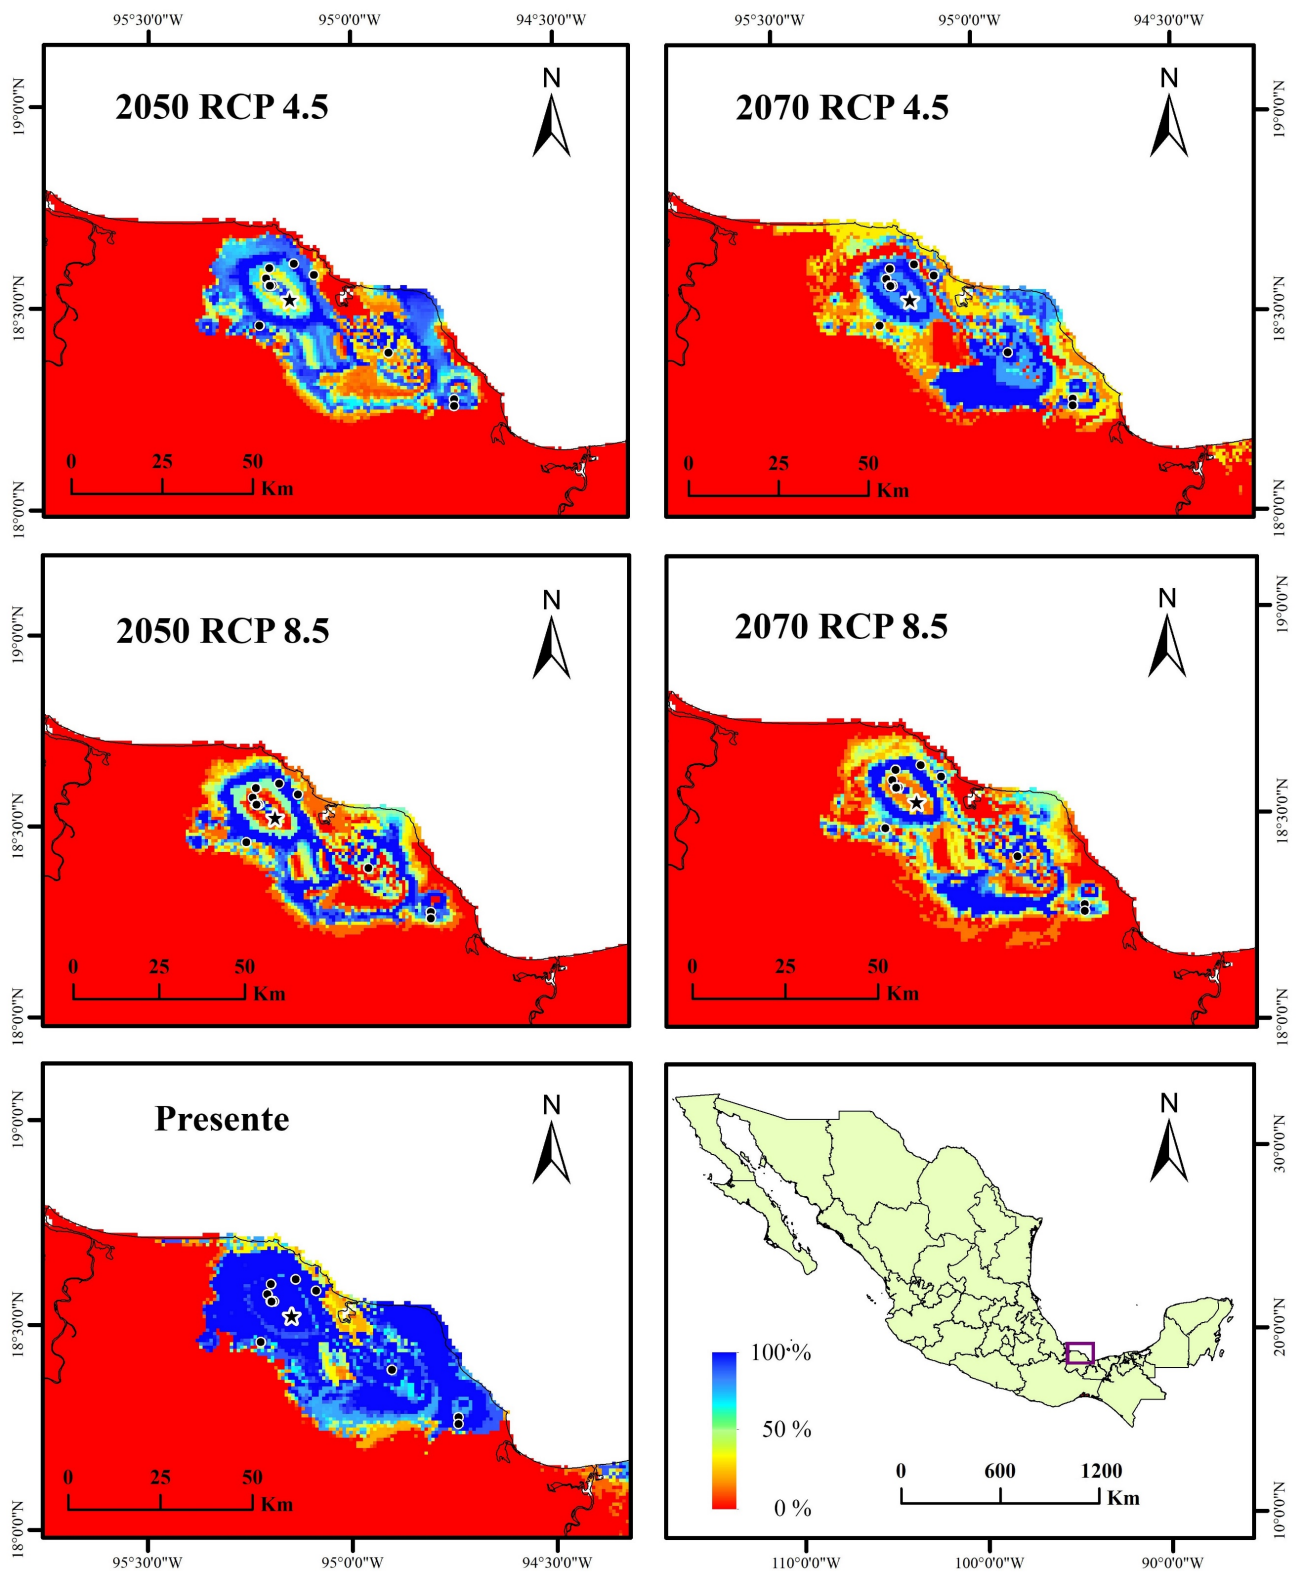 95°30'0"W 95°0'0"W 94°30'0"W 95°30'0"W 95°0'0"W 94°30'0"W
2050 RCP 4.5
N
19°0'0"N
18°30'0"N
18°0'0"N
0 25 50
Km
2070 RCP 4.5
N
19°0'0"N
18°30'0"N
18°0'0"N
0 25 50
Km
2050 RCP 8.5
N
19°0'0"N
18°30'0"N
18°0'0"N
0 25 50
Km
2070 RCP 8.5
N
19°0'0"N
18°30'0"N
18°0'0"N
0 25 50
Km
Presente
N
19°0'0"N
18°30'0"N
18°0'0"N
0 25 50
Km
95°30'0"W 95°0'0"W 94°30'0"W
N
30°0'0"N
20°0'0"N
10°0'0"N
100 %
50 %
0 %
0 600 1200
Km
110°0'0"W 100°0'0"W 90°0'0"W